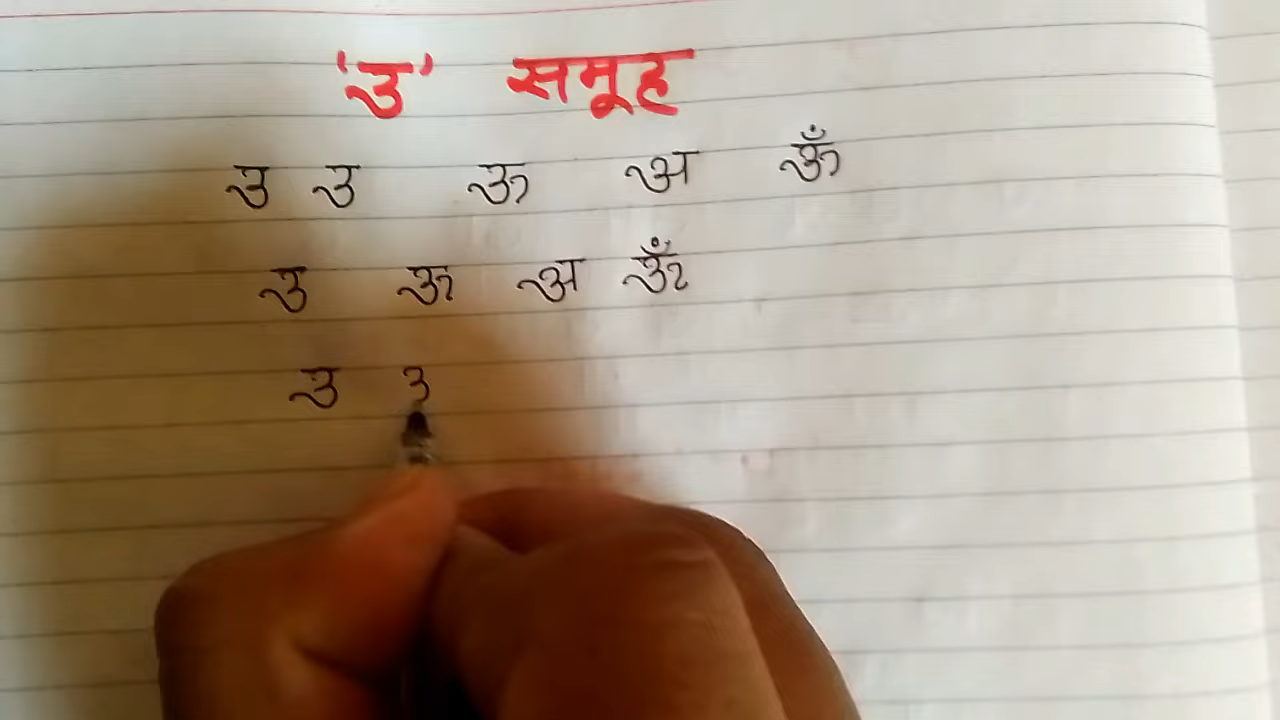 'उ' समूह
उ उ ऊ अ ऊँ
उ ऊ अ ऊँ
उ उ